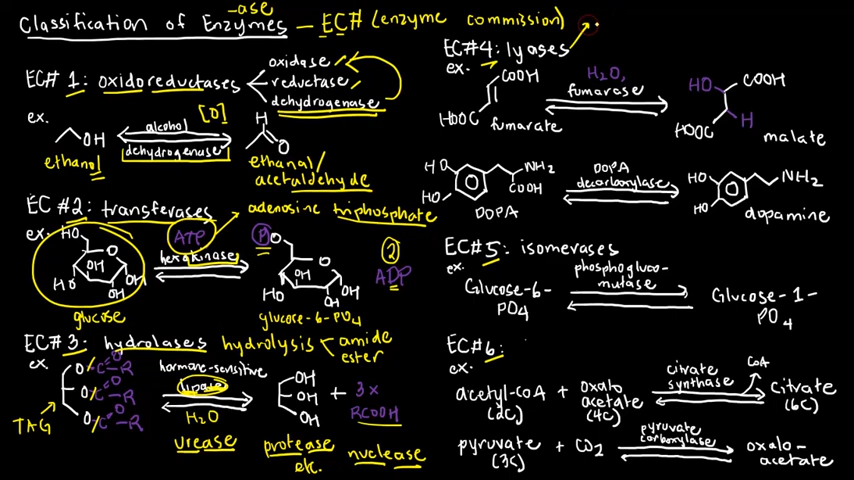 Classification of Enzymes - EC# (enzyme commission)
-ase
EC# 1: oxidoreductases
oxidase
reductase
dehydrogenase
ex.
[O]
OH
alcohol
dehydrogenase
H
O
ethanol
ethanal/
acetaldehyde
EC #2: transferases
adenosine triphosphate
ex.
HO
O
OH
HO
OH
OH
glucose
ATP
hexokinase
P
O
O
OH
HO
OH
OH
glucose-6-PO4
2
ADP
EC# 3: hydrolases
hydrolysis
amide
ester
ex.
O
C-R
O
O
C-R
O
O
C-R
O
TAG
hormone-sensitive
lipase
H2O
urease
OH
OH
OH
+ 3x
RCOOH
protease
etc.
nuclease
EC#4: lyases
ex.
COOH
HOOC
fumarate
H2O,
fumarase
HO
COOH
HOOC
H
malate
HO
HO
NH2
COOH
DOPA
DOPA
decarboxylase
HO
HO
NH2
dopamine
EC#5: isomerases
ex.
Glucose-6-
PO4
phosphogluco-
mutase
Glucose-1-
PO4
EC#6:
ex.
acetyl-CoA + Oxalo
acetate
(2C)
(4C)
citrate
synthase
CoA
Citrate
(6C)
pyruvate + CO2
(3C)
pyruvate
carboxylase
oxalo-
acetate